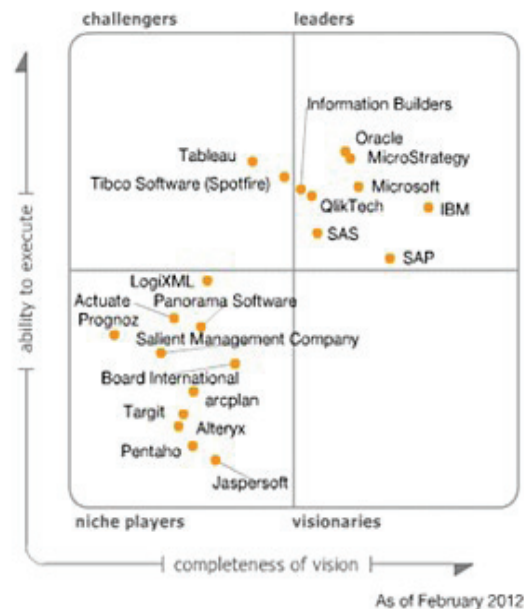 challengers
leaders
Information Builders
Oracle
Tableau
MicroStrategy
Tibco Software (Spotfire)
Microsoft
QlikTech
IBM
SAS
SAP
ability to execute
LogiXML
Actuate
Panorama Software
Prognoz
Salient Management Company
Board International
arcplan
Targit
Alteryx
Pentaho
Jaspersoft
niche players
visionaries
completeness of vision
As of February 2012